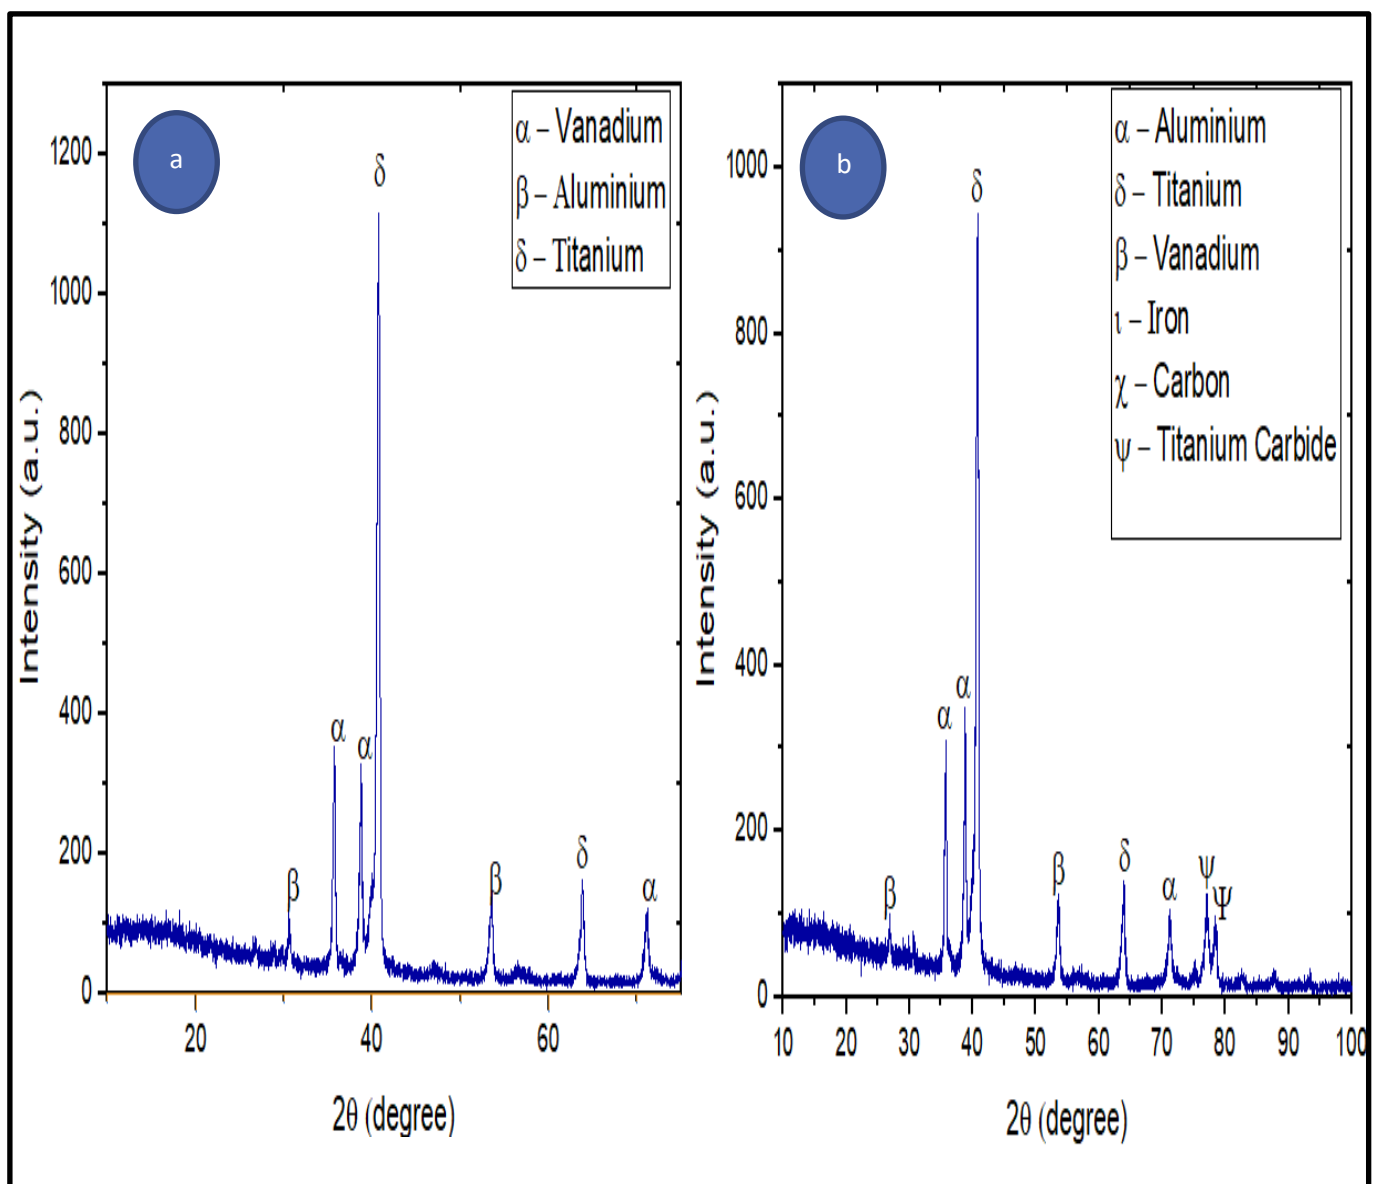 a
α – Vanadium
β – Aluminium
δ – Titanium
δ
α
α
β
β
δ
α
1200
1000
800
600
400
200
0
20
40
60
Intensity (a.u.)
2θ (degree)
b
α – Aluminium
δ – Titanium
β – Vanadium
ι – Iron
χ – Carbon
ψ – Titanium Carbide
δ
α
α
β
β
δ
α
ψ
Ψ
1000
800
600
400
200
0
10 20 30 40 50 60 70 80 90 100
Intensity (a.u.)
2θ (degree)